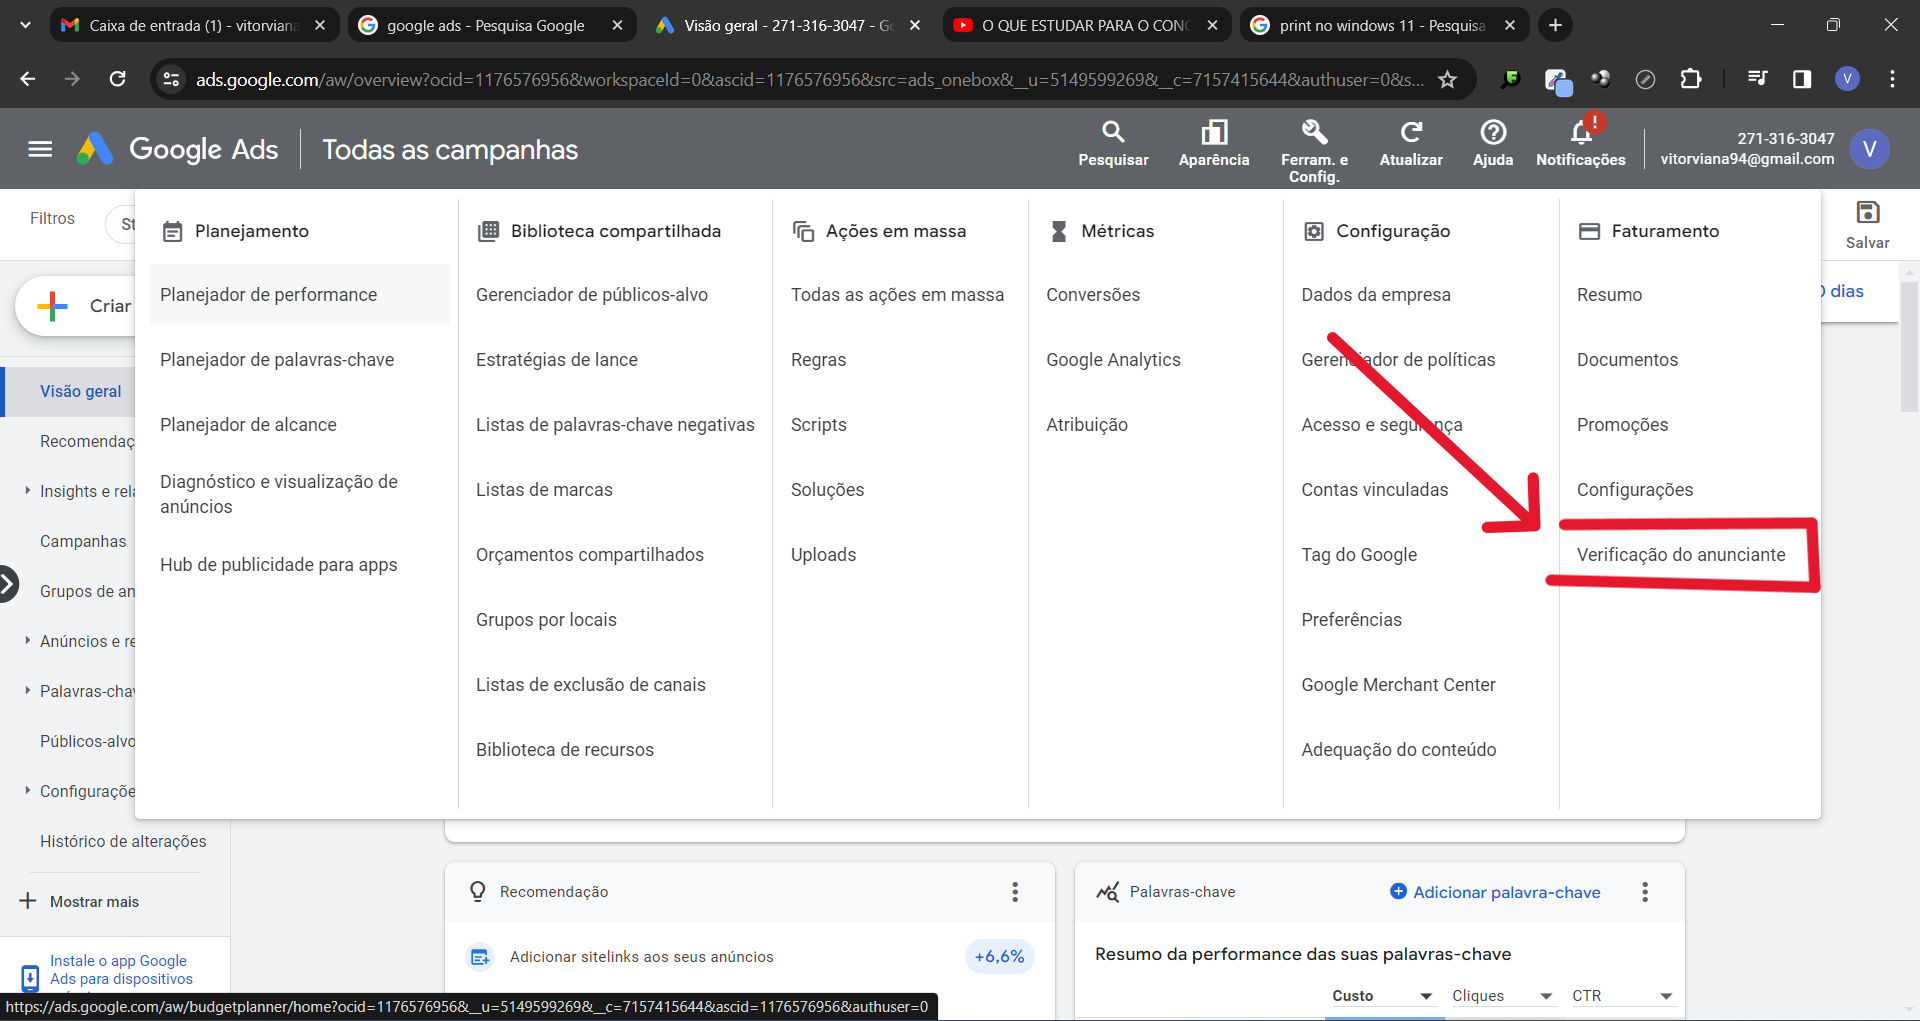 Caixa de entrada (1) - vitorviana
google ads - Pesquisa Google
Visão geral - 271-316-3047 - Go
O QUE ESTUDAR PARA O CONC
print no windows 11 - Pesquisa
ads.google.com/aw/overview?ocid=1176576956&workspaceId=0&ascid=1176576956&src=ads_onebox&__u=5149599269&__c=7157415644&authuser=0&s...
V
Google Ads
Todas as campanhas
Pesquisar
Aparência
Ferram. e
Config.
Atualizar
Ajuda
!
Notificações
271-316-3047
vitorviana94@gmail.com
V
Filtros
St
Salvar
Criar
0 dias
Visão geral
Recomendaç
Insights e rela
Campanhas
Grupos de an
Anúncios e re
Palavras-chav
Públicos-alvo
Configuraçõe
Histórico de alterações
Mostrar mais
Instale o app Google
Ads para dispositivos
Planejamento
Planejador de performance
Planejador de palavras-chave
Planejador de alcance
Diagnóstico e visualização de
anúncios
Hub de publicidade para apps
Biblioteca compartilhada
Gerenciador de públicos-alvo
Estratégias de lance
Listas de palavras-chave negativas
Listas de marcas
Orçamentos compartilhados
Grupos por locais
Listas de exclusão de canais
Biblioteca de recursos
Ações em massa
Todas as ações em massa
Regras
Scripts
Soluções
Uploads
Métricas
Conversões
Google Analytics
Atribuição
Configuração
Dados da empresa
Gerenciador de políticas
Acesso e segurança
Contas vinculadas
Tag do Google
Preferências
Google Merchant Center
Adequação do conteúdo
Faturamento
Resumo
Documentos
Promoções
Configurações
Verificação do anunciante
Recomendação
Adicionar sitelinks aos seus anúncios
+6,6%
Palavras-chave
Adicionar palavra-chave
Resumo da performance das suas palavras-chave
Custo
Cliques
CTR
https://ads.google.com/aw/budgetplanner/home?ocid=1176576956&__u=5149599269&__c=7157415644&ascid=1176576956&authuser=0